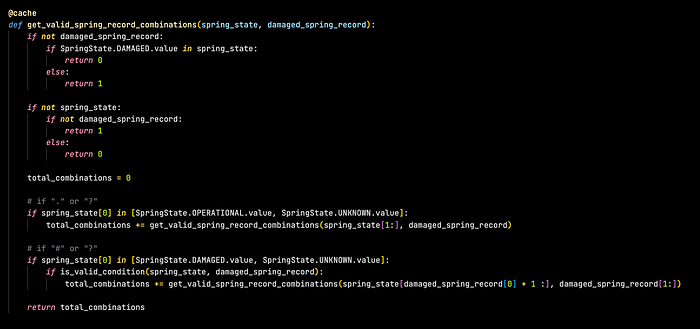 @cache
def get_valid_spring_record_combinations(spring_state, damaged_spring_record):
    if not damaged_spring_record:
        if SpringState.DAMAGED.value in spring_state:
            return 0
        else:
            return 1

    if not spring_state:
        if not damaged_spring_record:
            return 1
        else:
            return 0

    total_combinations = 0

    # if "." or "?"
    if spring_state[0] in [SpringState.OPERATIONAL.value, SpringState.UNKNOWN.value]:
        total_combinations += get_valid_spring_record_combinations(spring_state[1:], damaged_spring_record)

    # if "#" or "?"
    if spring_state[0] in [SpringState.DAMAGED.value, SpringState.UNKNOWN.value]:
        if is_valid_condition(spring_state, damaged_spring_record):
            total_combinations += get_valid_spring_record_combinations(spring_state[damaged_spring_record[0] + 1 :], damaged_spring_record[1:])

    return total_combinations